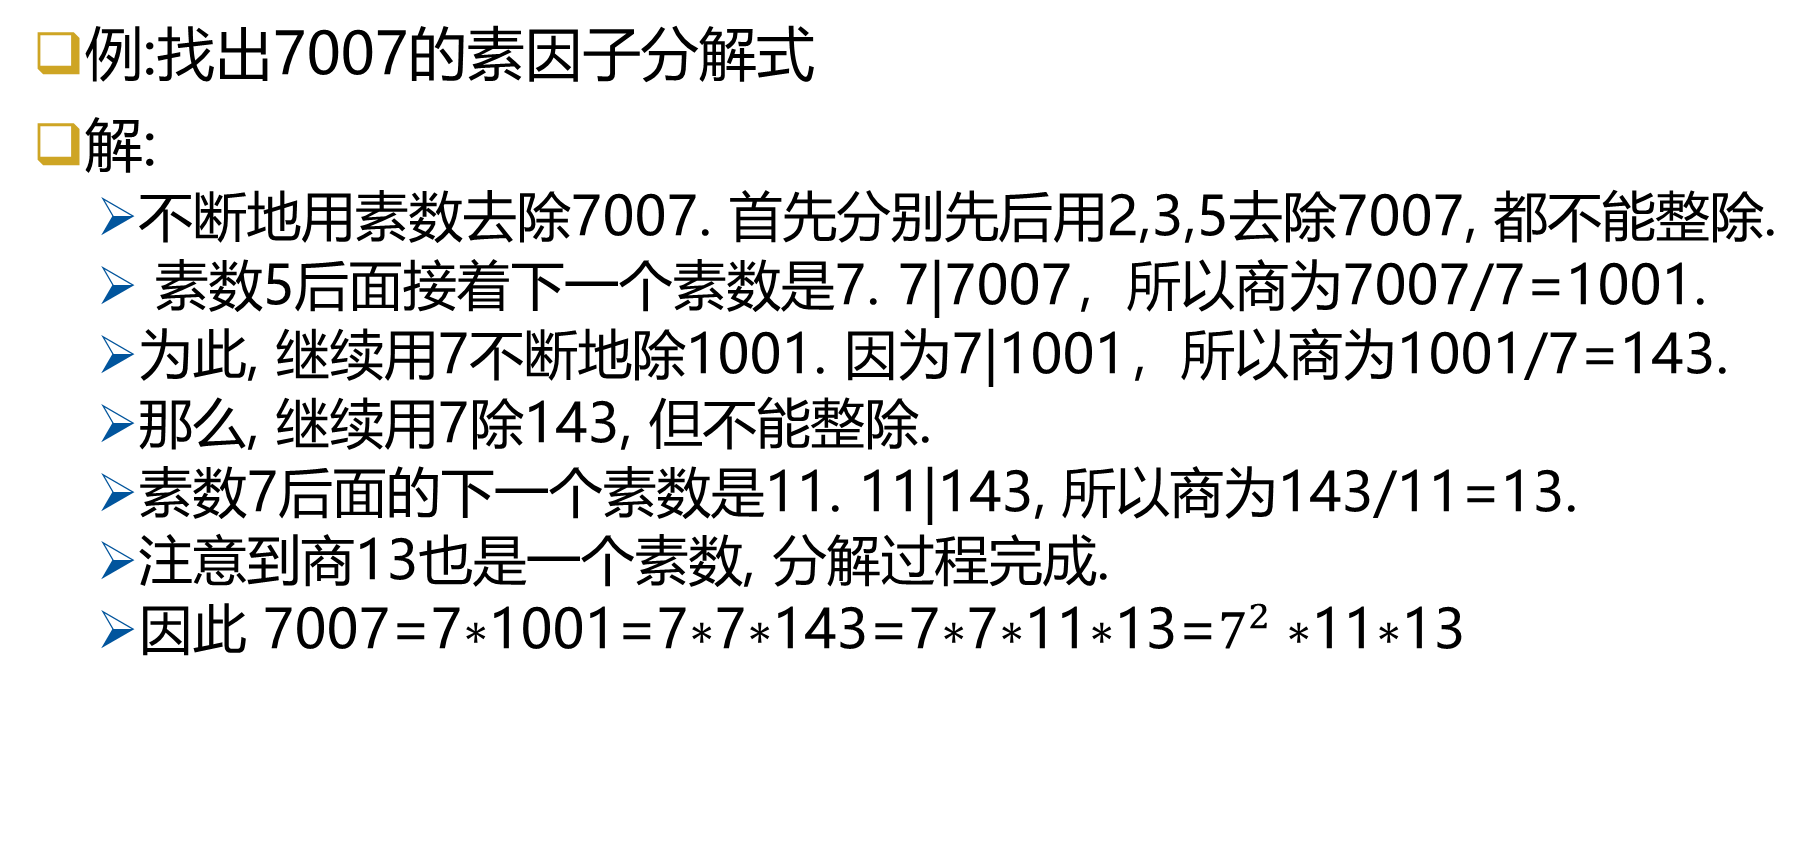 例:找出7007的素因子分解式
解:
不断地用素数去除7007. 首先分别先后用2,3,5去除7007, 都不能整除.
素数5后面接着下一个素数是7. 7|7007，所以商为7007/7=1001.
为此, 继续用7不断地除1001. 因为7|1001，所以商为1001/7=143.
那么, 继续用7除143, 但不能整除.
素数7后面的下一个素数是11. 11|143, 所以商为143/11=13.
注意到商13也是一个素数, 分解过程完成.
因此 7007=7*1001=7*7*143=7*7*11*13=7² *11*13